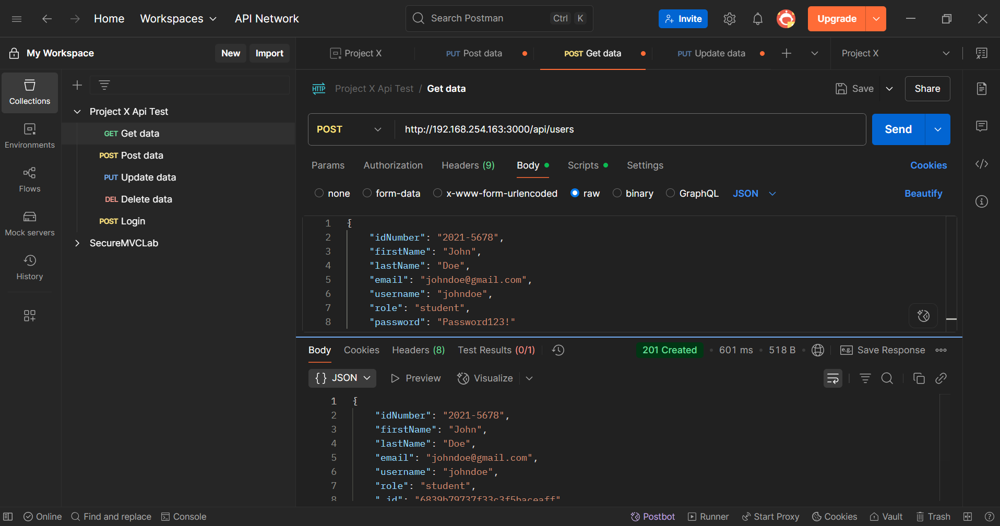 Home Workspaces API Network Search Postman Ctrl K Invite Upgrade
My Workspace New Import
Project X PUT Post data POST Get data PUT Update data Project X
Collections
Environments
Flows
Mock servers
History
Project X Api Test
GET Get data
POST Post data
PUT Update data
DEL Delete data
POST Login
SecureMVCLab
HTTP Project X Api Test / Get data Save Share
POST http://192.168.254.163:3000/api/users Send
Params Authorization Headers (9) Body Scripts Settings Cookies
none form-data x-www-form-urlencoded raw binary GraphQL JSON Beautify
1 {
2 "idNumber": "2021-5678",
3 "firstName": "John",
4 "lastName": "Doe",
5 "email": "johndoe@gmail.com",
6 "username": "johndoe",
7 "role": "student",
8 "password": "Password123!"
Body Cookies Headers (8) Test Results (0/1) 201 Created 601 ms 518 B e.g. Save Response
{} JSON Preview Visualize
1 {
2 "idNumber": "2021-5678",
3 "firstName": "John",
4 "lastName": "Doe",
5 "email": "johndoe@gmail.com",
6 "username": "johndoe",
7 "role": "student",
8 "_id": "6839b79737f33c3f5baceaff"
Online Find and replace Console Postbot Runner Start Proxy Cookies Vault Trash